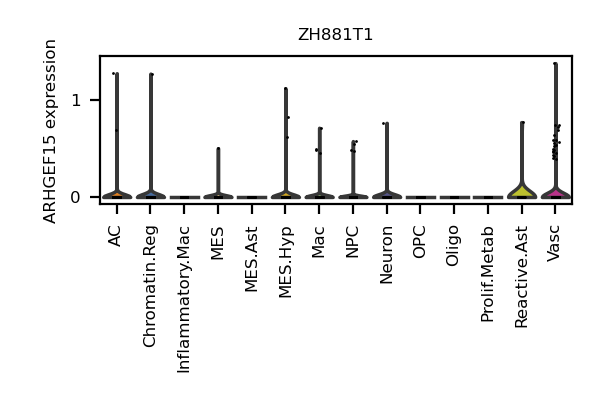 ZH881T1
ARHGEF15 expression
1
0
AC
Chromatin.Reg
Inflammatory.Mac
MES
MES.Ast
MES.Hyp
Mac
NPC
Neuron
OPC
Oligo
Prolif.Metab
Reactive.Ast
Vasc